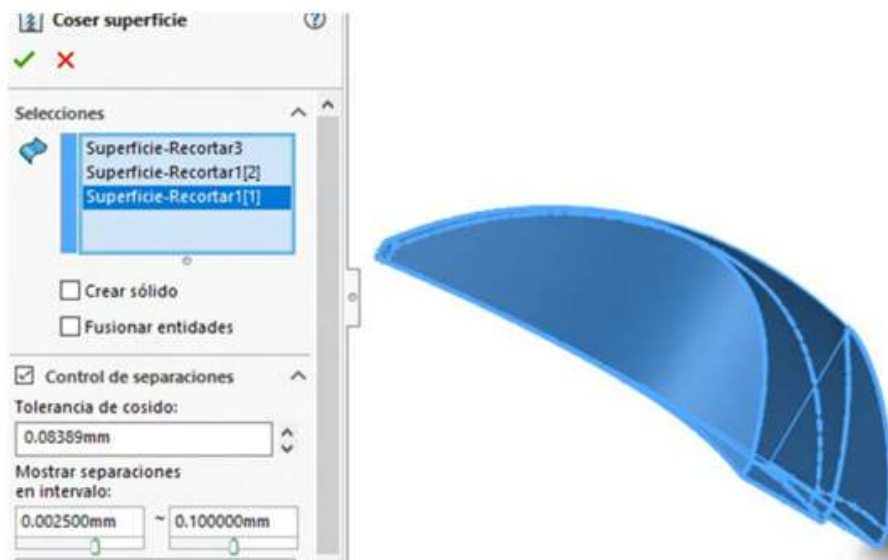 Coser superficie
Selecciones
Superficie-Recortar3
Superficie-Recortar1[2]
Superficie-Recortar1[1]
Crear sólido
Fusionar entidades
Control de separaciones
Tolerancia de cosido:
0.08389mm
Mostrar separaciones
en intervalo:
0.002500mm ~ 0.100000mm